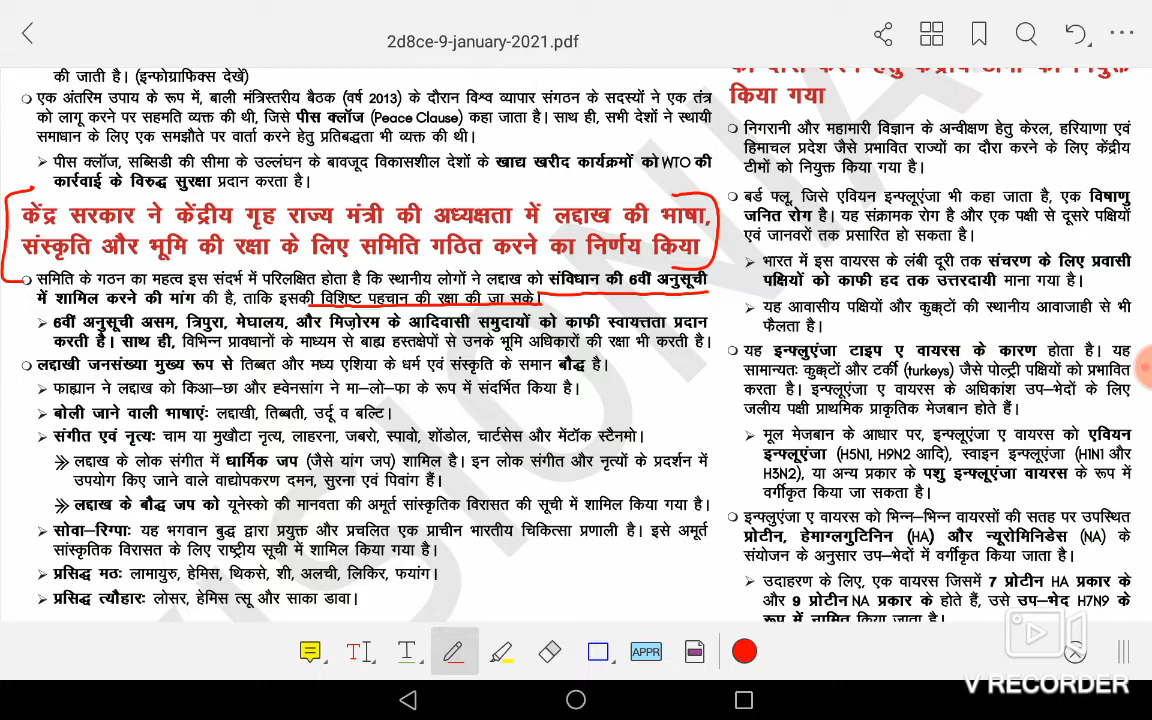 2d8ce-9-january-2021.pdf
की जाती है। (इन्फोग्राफिक्स देखें)
एक अंतरिम उपाय के रूप में, बाली मंत्रिस्तरीय बैठक (वर्ष 2013) के दौरान विश्व व्यापार संगठन के सदस्यों ने एक तंत्र
को लागू करने पर सहमति व्यक्त की थी, जिसे पीस क्लॉज (Peace Clause) कहा जाता है। साथ ही, सभी देशों ने स्थायी
समाधान के लिए एक समझौते पर वार्ता करने हेतु प्रतिबद्धता भी व्यक्त की थी।
पीस क्लॉज, सब्सिडी की सीमा के उल्लंघन के बावजूद विकासशील देशों के खाद्य खरीद कार्यक्रमों को WTO की
कार्रवाई के विरुद्ध सुरक्षा प्रदान करता है।
केंद्र सरकार ने केंद्रीय गृह राज्य मंत्री की अध्यक्षता में लद्दाख की भाषा,
संस्कृति और भूमि की रक्षा के लिए समिति गठित करने का निर्णय किया
समिति के गठन का महत्व इस संदर्भ में परिलक्षित होता है कि स्थानीय लोगों ने लद्दाख को संविधान की 6वीं अनुसूची
में शामिल करने की मांग की है, ताकि इसकी विशिष्ट पहचान की रक्षा की जा सके।
6वीं अनुसूची असम, त्रिपुरा, मेघालय, और मिज़ोरम के आदिवासी समुदायों को काफी स्वायत्तता प्रदान
करती है। साथ ही, विभिन्न प्रावधानों के माध्यम से बाह्य हस्तक्षेपों से उनके भूमि अधिकारों की रक्षा भी करती है।
लद्दाखी जनसंख्या मुख्य रूप से तिब्बत और मध्य एशिया के धर्म एवं संस्कृति के समान बौद्ध है।
फाह्यान ने लद्दाख को किआ–छा और ह्वेनसांग ने मा–लो–फा के रूप में संदर्भित किया है।
बोली जाने वाली भाषाएंः लद्दाखी, तिब्बती, उर्दू व बल्टि।
संगीत एवं नृत्यः चाम या मुखौटा नृत्य, लाहरना, जबरो, स्पावो, शोंडोल, चार्टसेस और मेंटॉक स्टैनमो।
लद्दाख के लोक संगीत में धार्मिक जप (जैसे यांग जप) शामिल है। इन लोक संगीत और नृत्यों के प्रदर्शन में
उपयोग किए जाने वाले वाद्योपकरण दमन, सुरना एवं पिवांग हैं।
लद्दाख के बौद्ध जप को यूनेस्को की मानवता की अमूर्त सांस्कृतिक विरासत की सूची में शामिल किया गया है।
सोवा–रिग्पाः यह भगवान बुद्ध द्वारा प्रयुक्त और प्रचलित एक प्राचीन भारतीय चिकित्सा प्रणाली है। इसे अमूर्त
सांस्कृतिक विरासत के लिए राष्ट्रीय सूची में शामिल किया गया है।
प्रसिद्ध मठः लामायुरु, हेमिस, थिकसे, शी, अलची, लिकिर, फयांग।
प्रसिद्ध त्यौहारः लोसर, हेमिस त्सू और साका डावा।
का दौरा करने हेतु केंद्रीय टीमों को नियुक्त
किया गया
निगरानी और महामारी विज्ञान के अन्वीक्षण हेतु केरल, हरियाणा एवं
हिमाचल प्रदेश जैसे प्रभावित राज्यों का दौरा करने के लिए केंद्रीय
टीमों को नियुक्त किया गया है।
बर्ड फ्लू, जिसे एवियन इन्फ्लूएंजा भी कहा जाता है, एक विषाणु
जनित रोग है। यह संक्रामक रोग है और एक पक्षी से दूसरे पक्षियों
एवं जानवरों तक प्रसारित हो सकता है।
भारत में इस वायरस के लंबी दूरी तक संचरण के लिए प्रवासी
पक्षियों को काफी हद तक उत्तरदायी माना गया है।
यह आवासीय पक्षियों और कुक्कुटों की स्थानीय आवाजाही से भी
फैलता है।
यह इन्फ्लुएंजा टाइप ए वायरस के कारण होता है। यह
सामान्यतः कुक्कुटों और टर्की (turkeys) जैसे पोल्ट्री पक्षियों को प्रभावित
करता है। इन्फ्लूएंजा ए वायरस के अधिकांश उप–भेदों के लिए
जलीय पक्षी प्राथमिक प्राकृतिक मेजबान होते हैं।
मूल मेजबान के आधार पर, इन्फ्लूएंजा ए वायरस को एवियन
इन्फ्लूएंजा (H5N1, H9N2 आदि), स्वाइन इन्फ्लूएंजा (H1N1 और
H3N2), या अन्य प्रकार के पशु इन्फ्लूएंजा वायरस के रूप में
वर्गीकृत किया जा सकता है।
इन्फ्लुएंजा ए वायरस को भिन्न–भिन्न वायरसों की सतह पर उपस्थित
प्रोटीन, हेमाग्लगुटिनिन (HA) और न्यूरोमिनिडेस (NA) के
संयोजन के अनुसार उप–भेदों में वर्गीकृत किया जाता है।
उदाहरण के लिए, एक वायरस जिसमें 7 प्रोटीन HA प्रकार के
और 9 प्रोटीन NA प्रकार के होते हैं, उसे उप–भेद H7N9 के
रूप में नामित किया जाता है।
APPR
V RECORDER